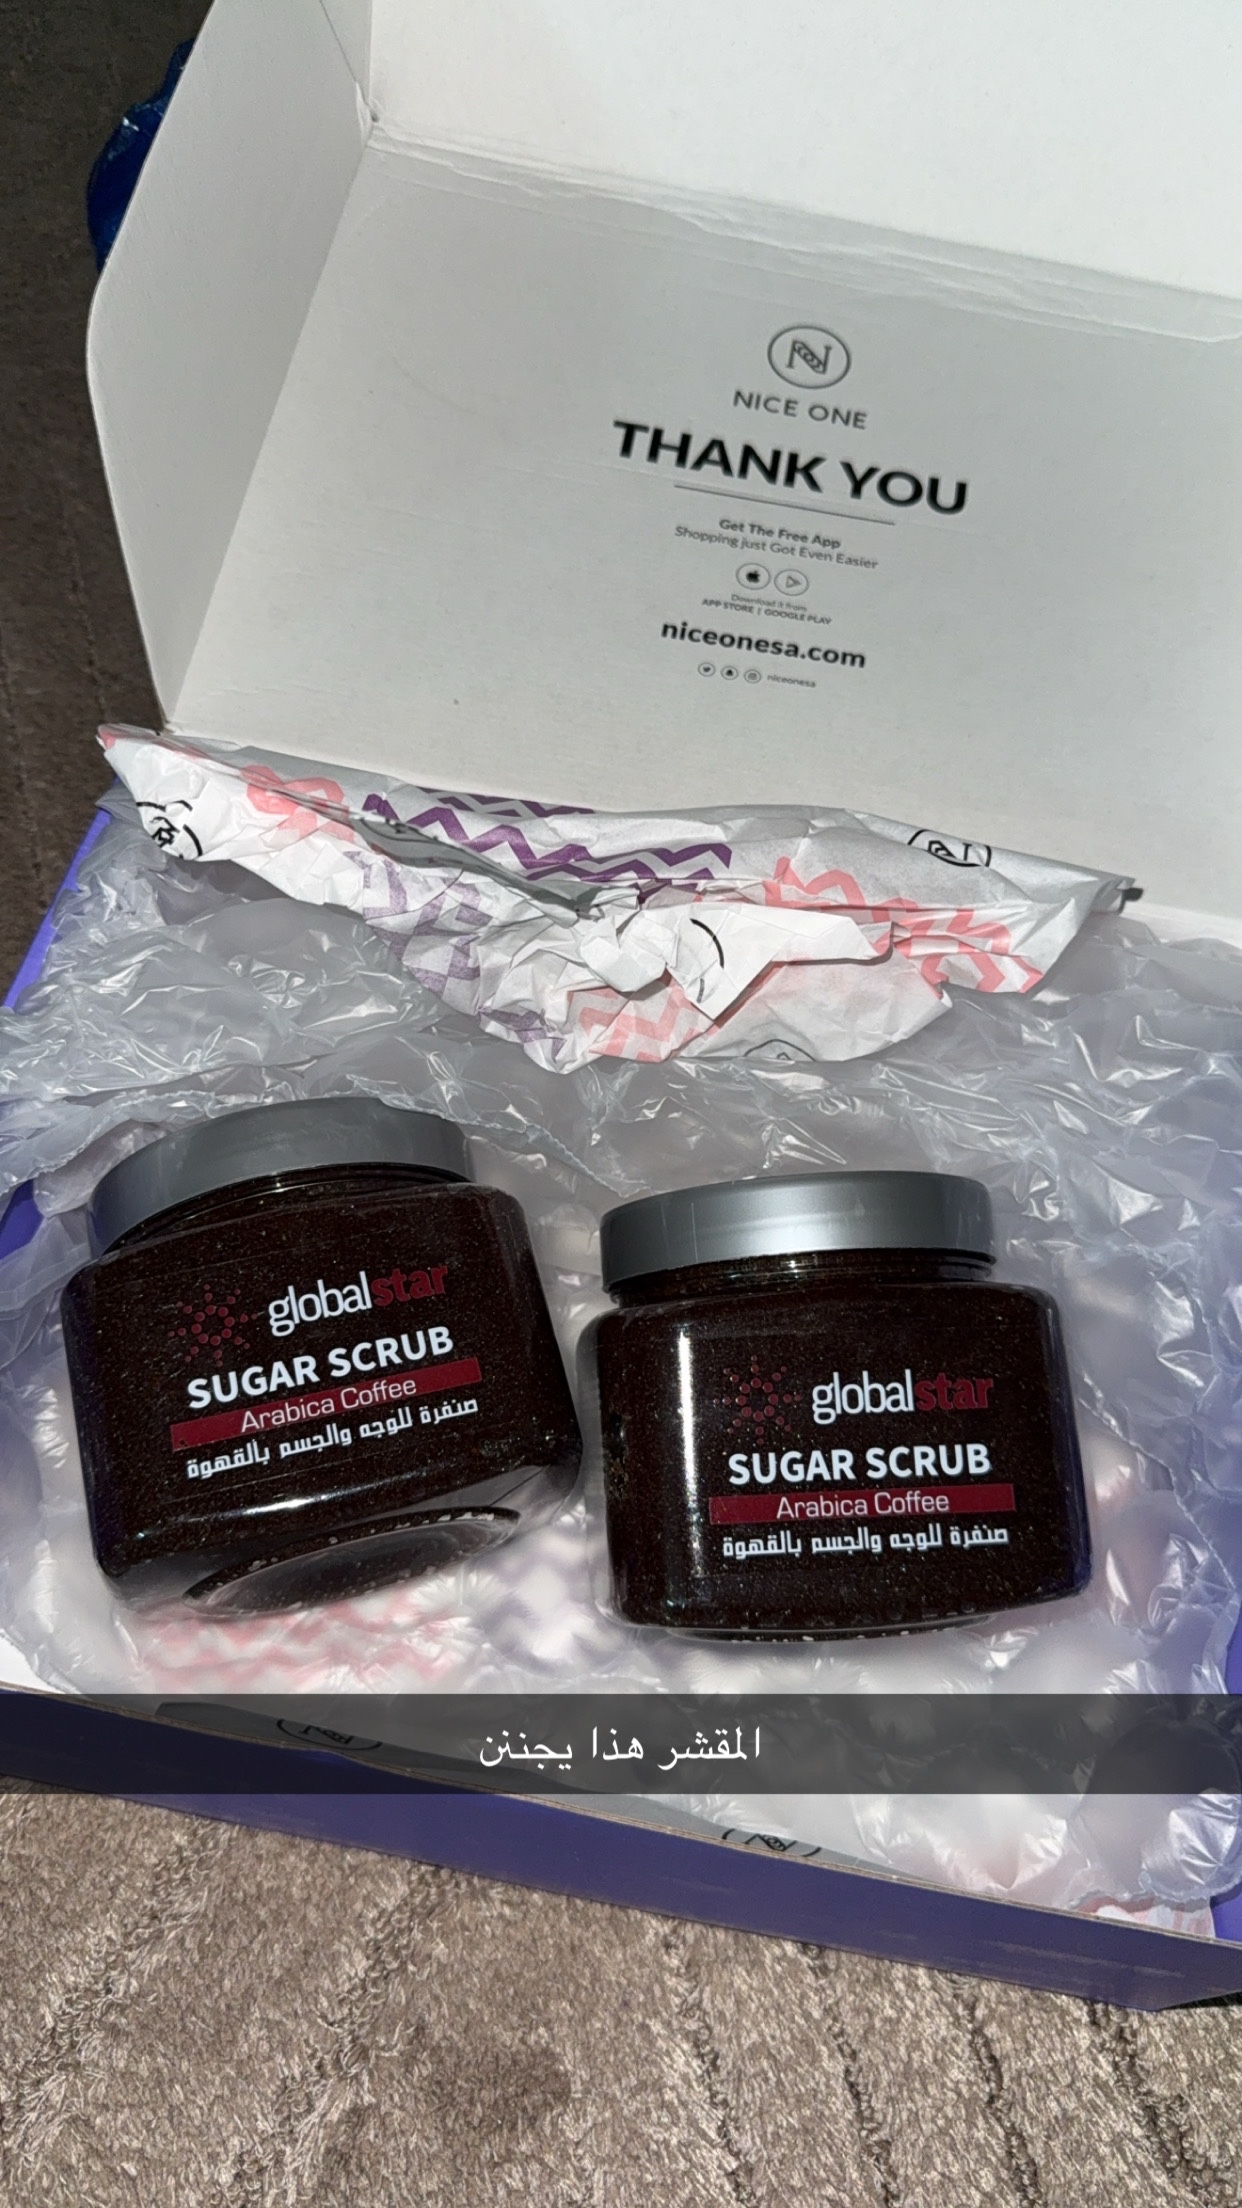 NICE ONE
THANK YOU
Get The Free App
Shopping just Got Even Easier
Download it from
APP STORE | GOOGLE PLAY
niceonesa.com
niceonesa
globalstar
SUGAR SCRUB
Arabica Coffee
صنفرة للوجه والجسم بالقهوة
globalstar
SUGAR SCRUB
Arabica Coffee
صنفرة للوجه والجسم بالقهوة
المقشر هذا يجننن